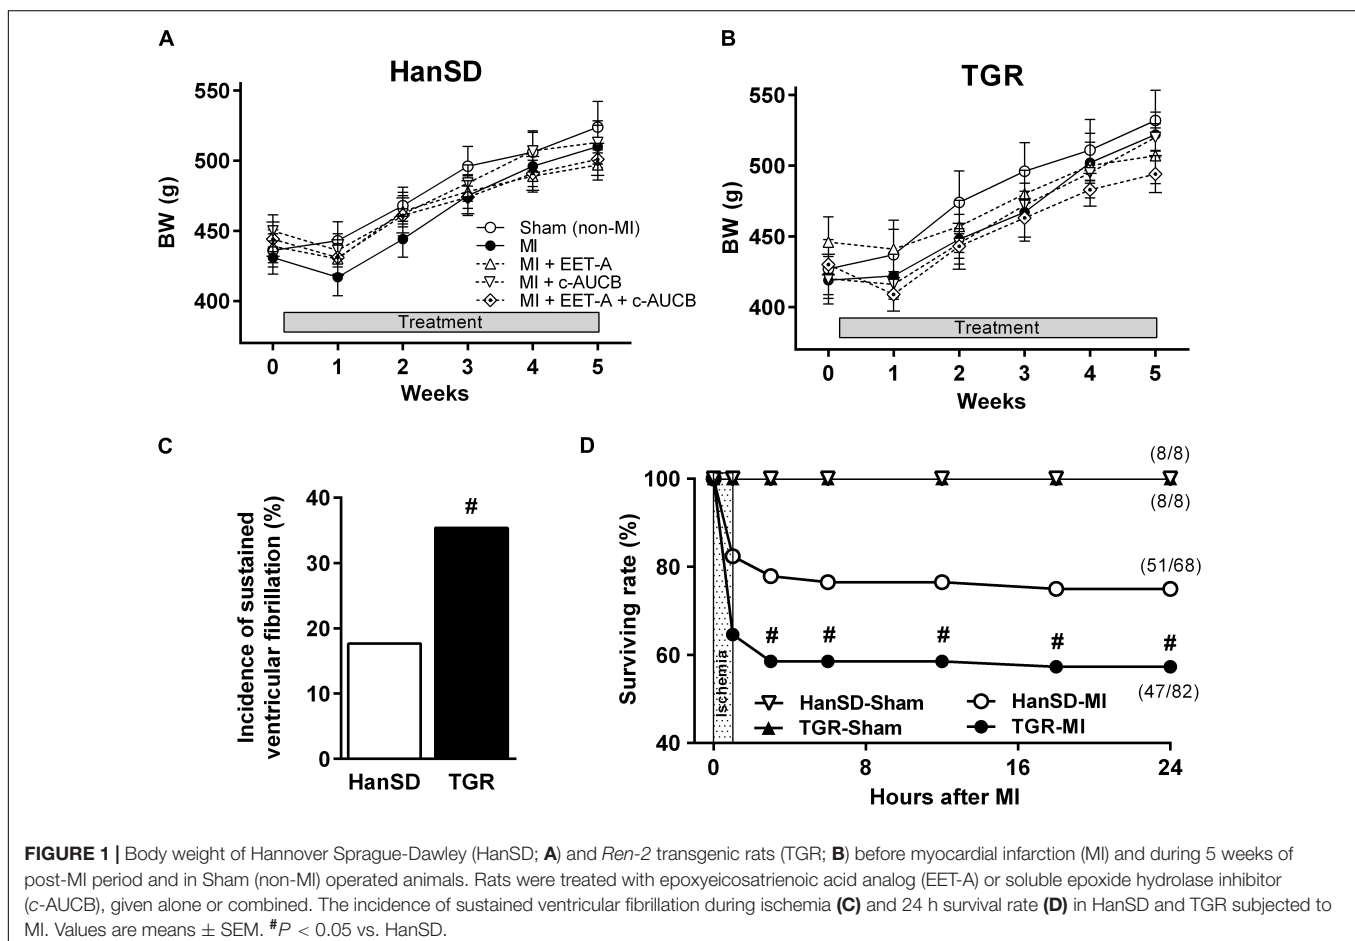 A
HanSD
550
500
450
400
BW (g)
Sham (non-MI)
MI
MI + EET-A
MI + c-AUCB
MI + EET-A + c-AUCB
Treatment
0 1 2 3 4 5
Weeks
B
TGR
550
500
450
400
BW (g)
Treatment
0 1 2 3 4 5
Weeks
C
Incidence of sustained
ventricular fibrillation (%)
40
30
20
10
0
#
HanSD TGR
D
Surviving rate (%)
100
80
60
40
(8/8)
(8/8)
(51/68)
# # # # #
(47/82)
Ischemia
HanSD-Sham HanSD-MI
TGR-Sham TGR-MI
0 8 16 24
Hours after MI
FIGURE 1 | Body weight of Hannover Sprague-Dawley (HanSD; A) and Ren-2 transgenic rats (TGR; B) before myocardial infarction (MI) and during 5 weeks of
post-MI period and in Sham (non-MI) operated animals. Rats were treated with epoxyeicosatrienoic acid analog (EET-A) or soluble epoxide hydrolase inhibitor
(c-AUCB), given alone or combined. The incidence of sustained ventricular fibrillation during ischemia (C) and 24 h survival rate (D) in HanSD and TGR subjected to
MI. Values are means ± SEM. #P < 0.05 vs. HanSD.